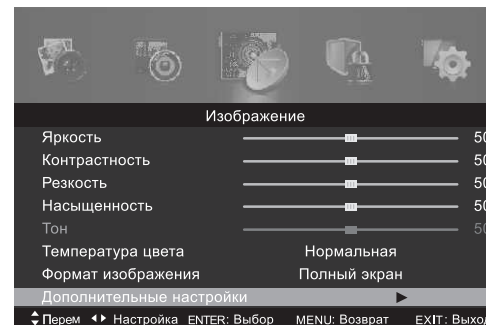 Изображение
Яркость 50
Контрастность 50
Резкость 50
Насыщенность 50
Тон 50
Температура цвета Нормальная
Формат изображения Полный экран
Дополнительные настройки
Перем Настройка ENTER: Выбор MENU: Возврат EXIT: Выход